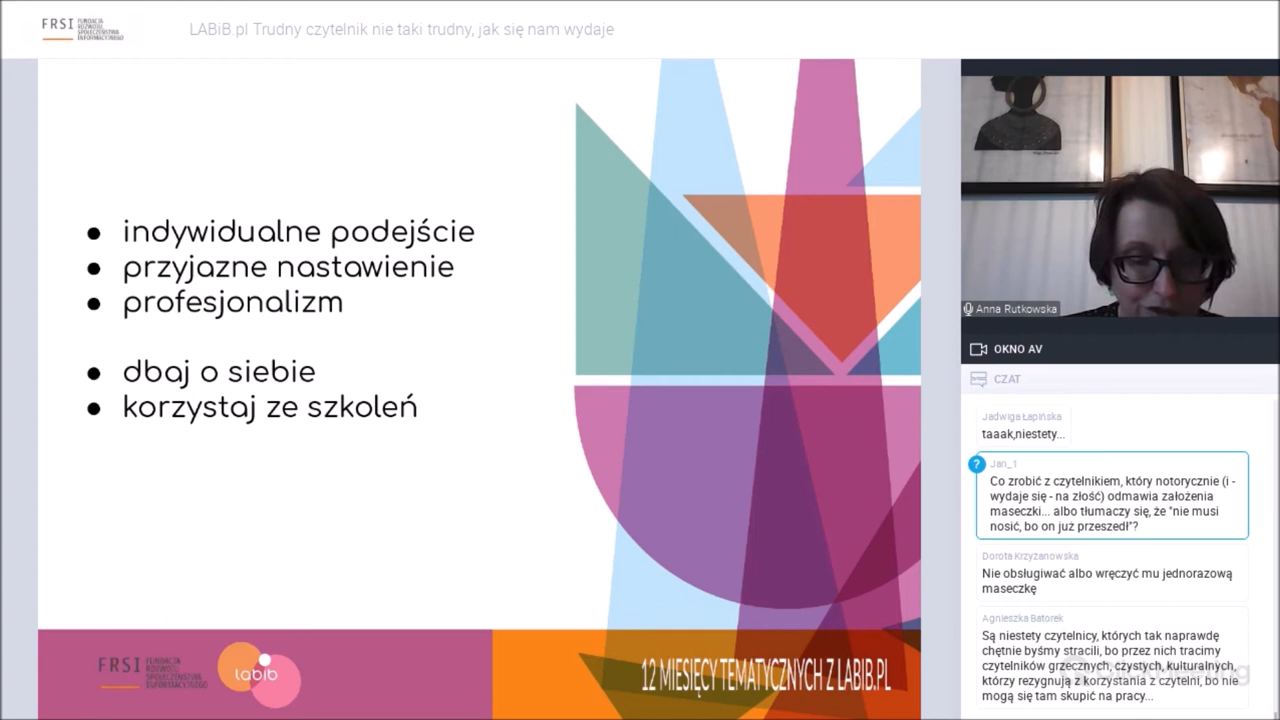 FRSI FUNDACJA
ROZWOJU
SPOŁECZEŃSTWA
INFORMACYJNEGO
LABiB.pl Trudny czytelnik nie taki trudny, jak się nam wydaje
indywidualne podejście
przyjazne nastawienie
profesjonalizm
dbaj o siebie
korzystaj ze szkoleń
FRSI FUNDACJA
ROZWOJU
SPOŁECZEŃSTWA
INFORMACYJNEGO
labib
12 MIESIĘCY TEMATYCZNYCH Z LABIB.PL
Anna Rutkowska
OKNO AV
CZAT
Jadwiga Łapińska
taaak,niestety...
?
Jan_1
Co zrobić z czytelnikiem, który notorycznie (i -
wydaje się - na złość) odmawia założenia
maseczki... albo tłumaczy się, że "nie musi
nosić, bo on już przeszedł"?
Dorota Krzyżanowska
Nie obsługiwać albo wręczyć mu jednorazową
maseczkę
Agnieszka Batorek
Są niestety czytelnicy, których tak naprawdę
chętnie byśmy stracili, bo przez nich tracimy
czytelników grzecznych, czystych, kulturalnych,
którzy rezygnują z korzystania z czytelni, bo nie
mogą się tam skupić na pracy...